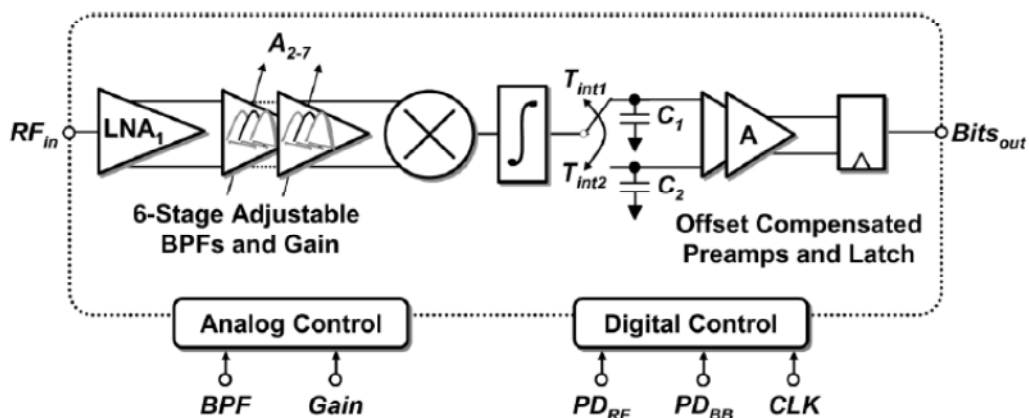 A2-7
Tint1
RFin
LNA1
C1
A
Bitsout
Tint2
C2
6-Stage Adjustable
BPFs and Gain
Offset Compensated
Preamps and Latch
Analog Control
Digital Control
BPF
Gain
PDRF
PDBB
CLK